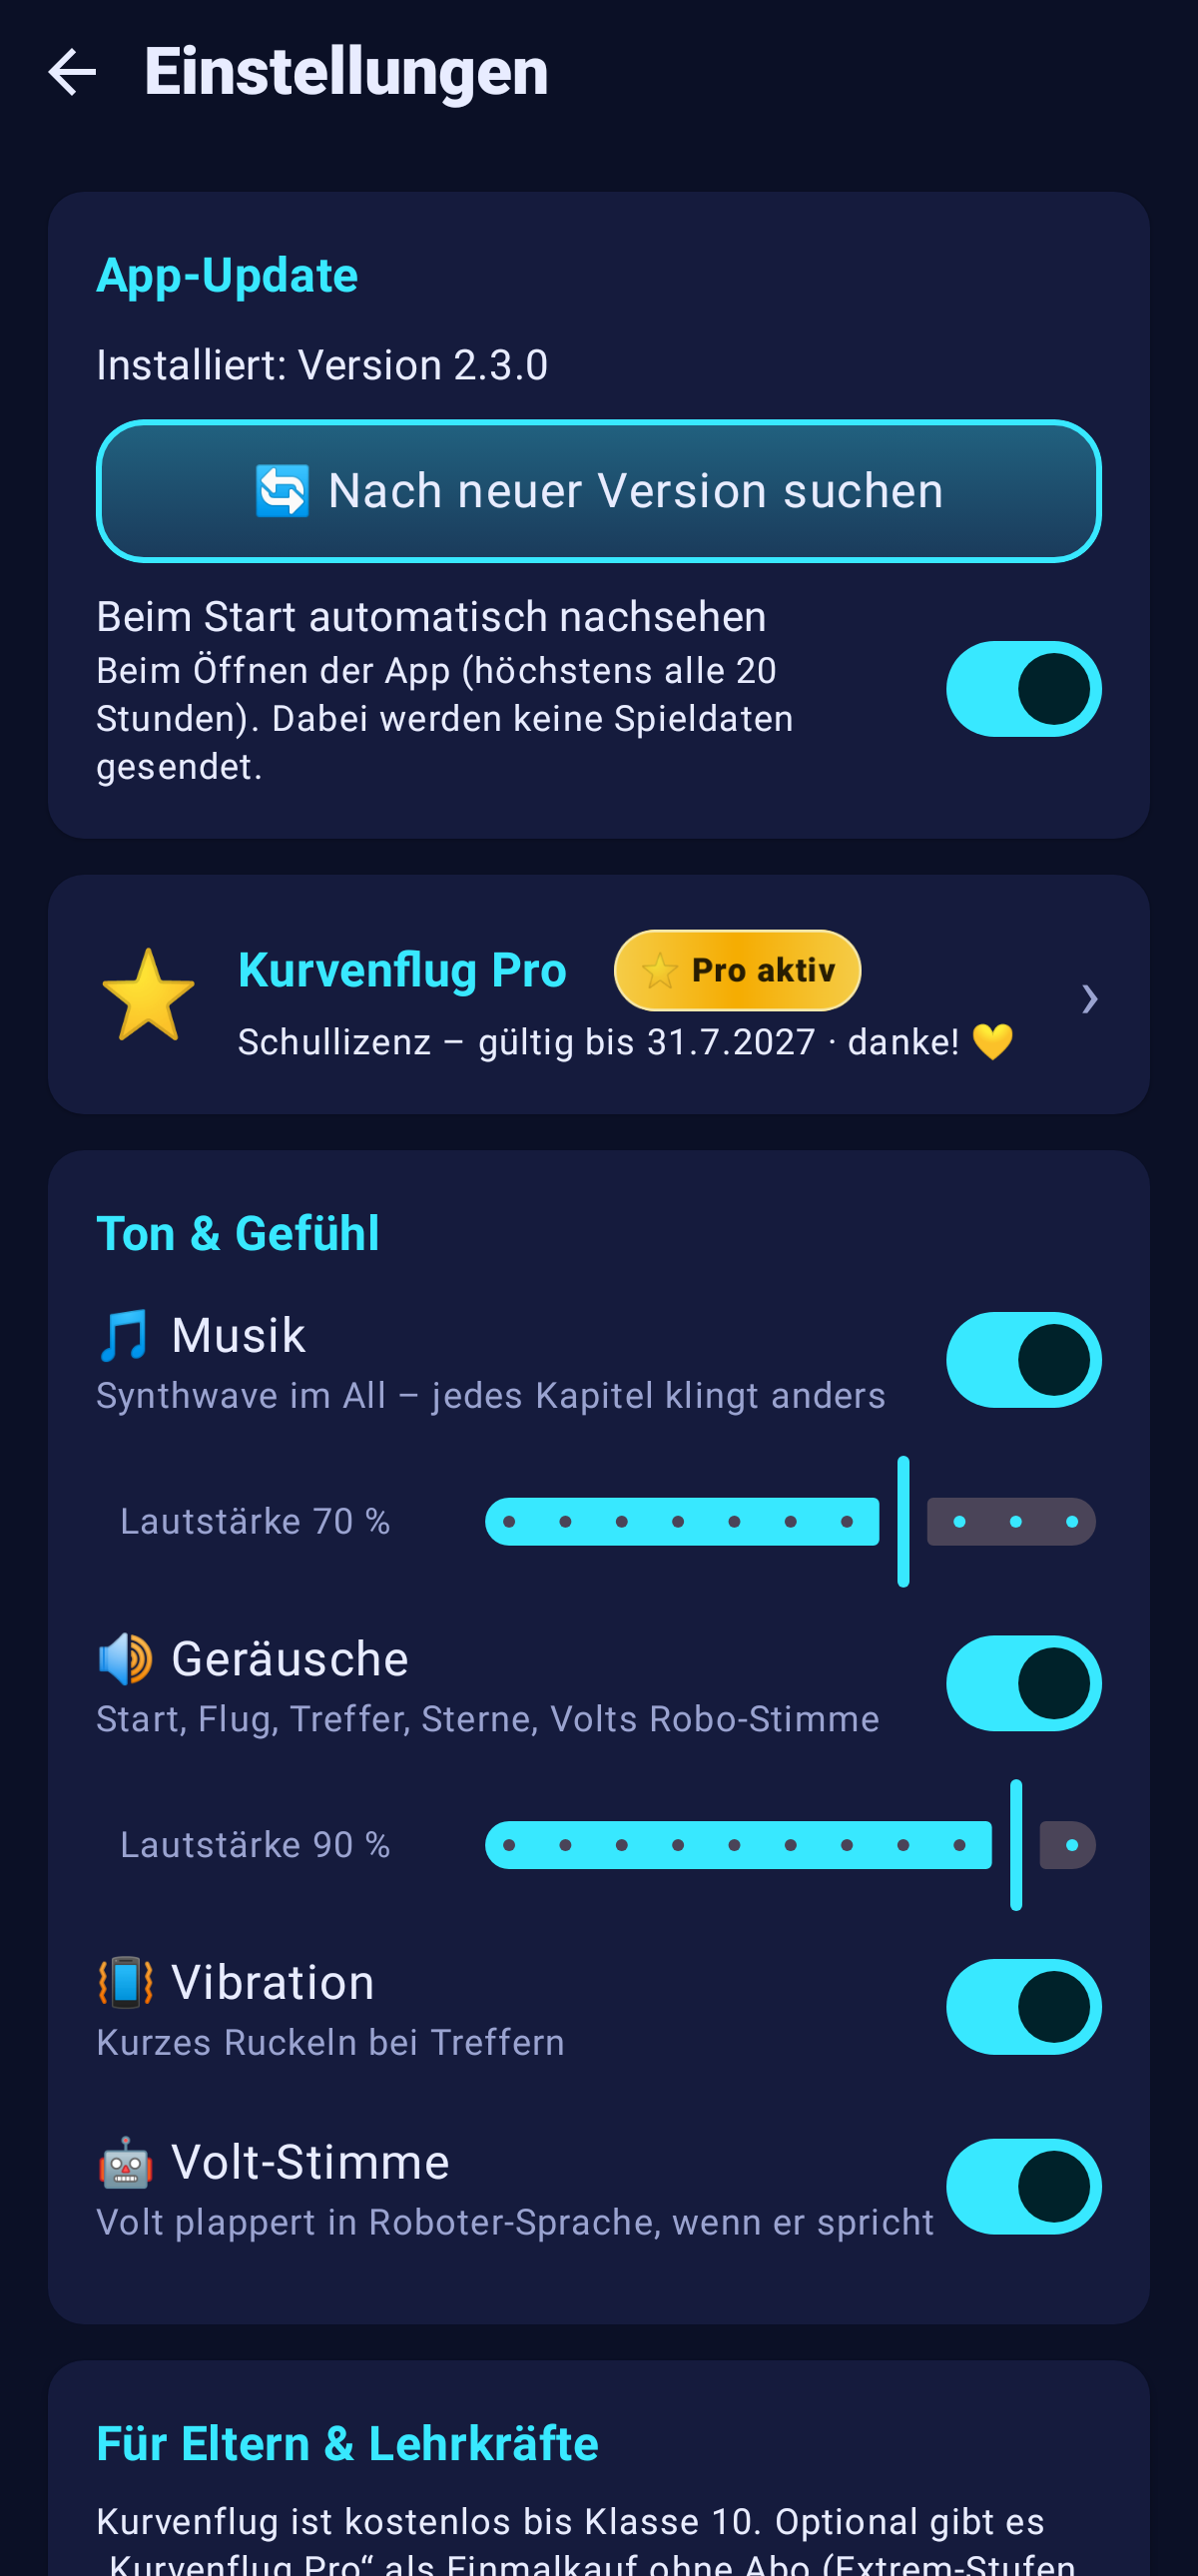 Einstellungen
App-Update
Installiert: Version 2.3.0
🔄 Nach neuer Version suchen
Beim Start automatisch nachsehen
Beim Öffnen der App (höchstens alle 20
Stunden). Dabei werden keine Spieldaten
gesendet.
Kurvenflug Pro
⭐ Pro aktiv
Schullizenz – gültig bis 31.7.2027 · danke! 💛
Ton & Gefühl
🎵 Musik
Synthwave im All – jedes Kapitel klingt anders
Lautstärke 70 %
🔊 Geräusche
Start, Flug, Treffer, Sterne, Volts Robo-Stimme
Lautstärke 90 %
📳 Vibration
Kurzes Ruckeln bei Treffern
🤖 Volt-Stimme
Volt plappert in Roboter-Sprache, wenn er spricht
Für Eltern & Lehrkräfte
Kurvenflug ist kostenlos bis Klasse 10. Optional gibt es
„Kurvenflug Pro“ als Einmalkauf ohne Abo (Extrem-Stufen